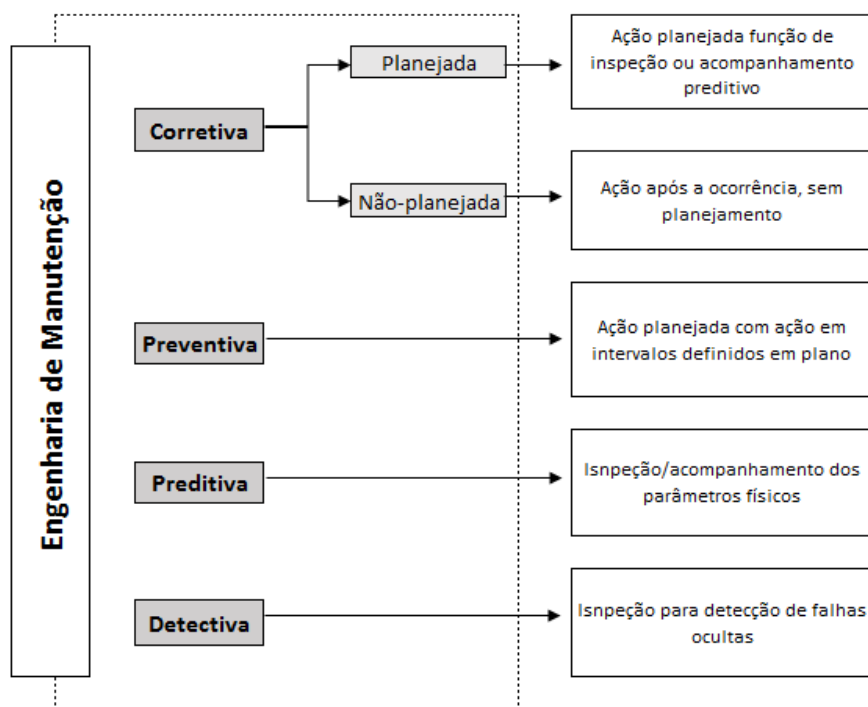 Engenharia de Manutenção
Corretiva
Planejada
Ação planejada função de
inspeção ou acompanhamento
preditivo
Não-planejada
Ação após a ocorrência, sem
planejamento
Preventiva
Ação planejada com ação em
intervalos definidos em plano
Preditiva
Isnpeção/acompanhamento dos
parâmetros físicos
Detectiva
Isnpeção para detecção de falhas
ocultas